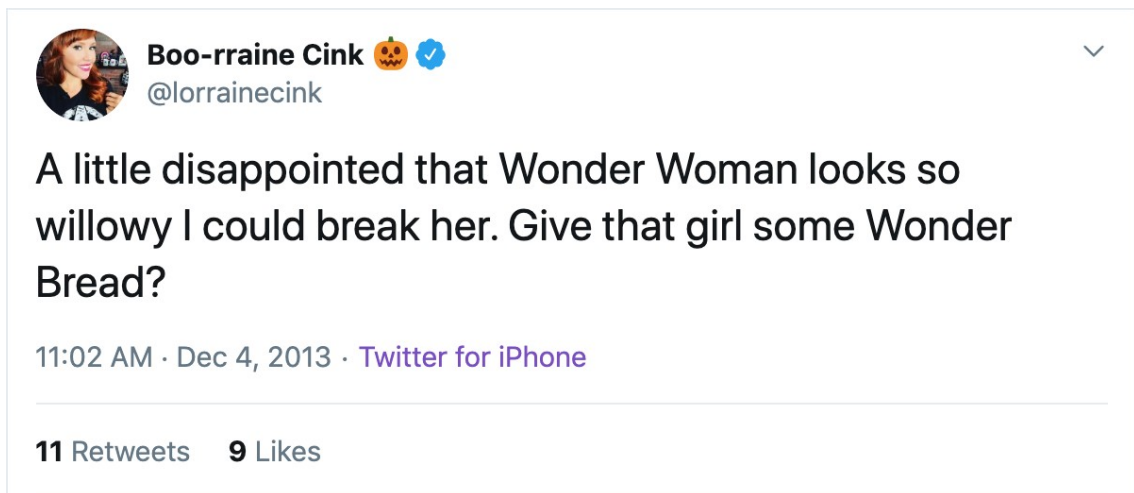 Boo-rraine Cink 🎃
@lorrainecink
A little disappointed that Wonder Woman looks so
willowy I could break her. Give that girl some Wonder
Bread?
11:02 AM · Dec 4, 2013 · Twitter for iPhone
11 Retweets 9 Likes